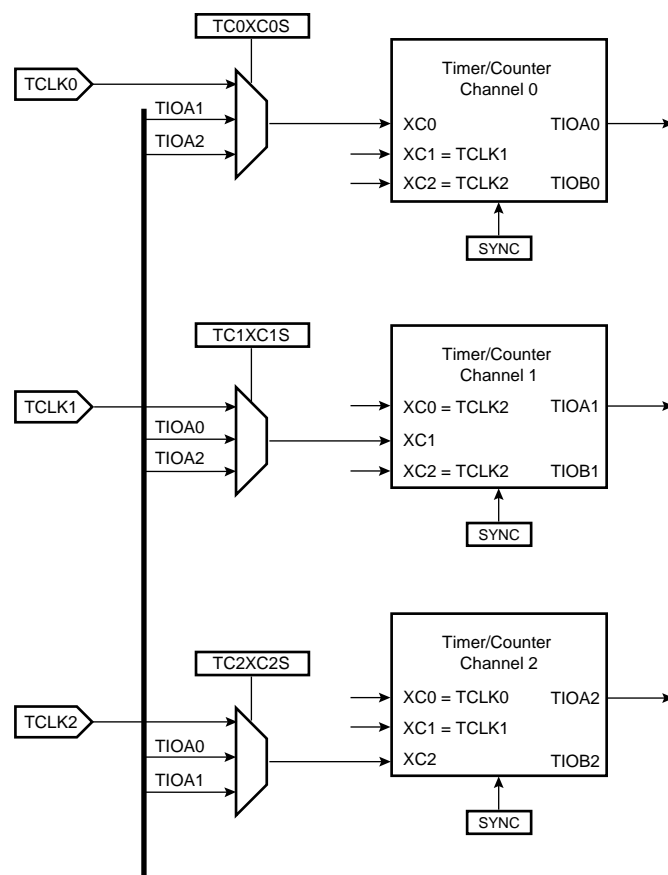 TC0XC0S
TCLK0
TIOA1
TIOA2
Timer/Counter
Channel 0
XC0
TIOA0
XC1 = TCLK1
XC2 = TCLK2
TIOB0
SYNC
TC1XC1S
TCLK1
TIOA0
TIOA2
Timer/Counter
Channel 1
XC0 = TCLK2
TIOA1
XC1
XC2 = TCLK2
TIOB1
SYNC
TC2XC2S
TCLK2
TIOA0
TIOA1
Timer/Counter
Channel 2
XC0 = TCLK0
TIOA2
XC1 = TCLK1
XC2
TIOB2
SYNC